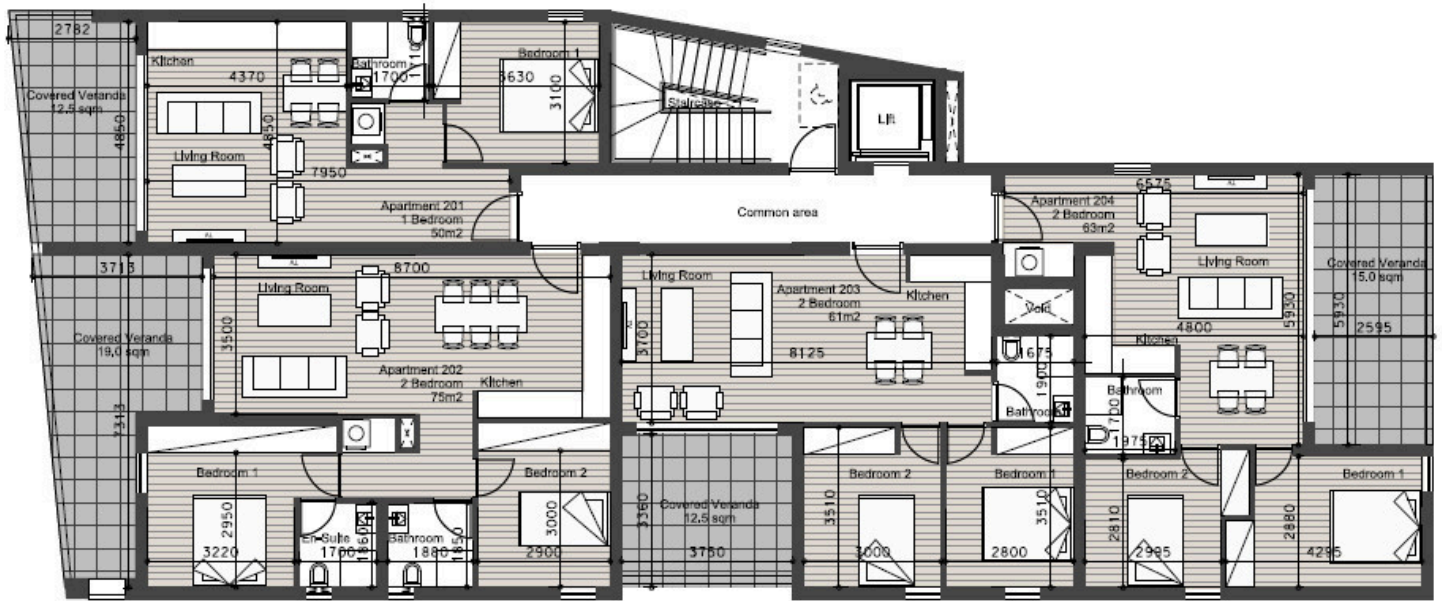 2782
Kitchen
4370
Covered Veranda
12.5 sqm
4850
4850
Living Room
7950
Bathroom
1700
Bedroom 1
3630
3100
Staircase
Lift
Apartment 201
1 Bedroom
50m2
Common area
6575
Apartment 204
2 Bedroom
63m2
TV
Living Room
Covered Veranda
15.0 sqm
5930
5930
2595
4800
Kitchen
Bathroom
1700
1975
3713
Covered Veranda
19,0 sqm
7313
8700
TV
Living Room
3500
Apartment 202
2 Bedroom
75m2
Kitchen
Living Room
3700
Apartment 203
2 Bedroom
61m2
Kitchen
8125
Void
1675
1900
Bathroom
Bedroom 1
2950
3220
En-Suite
1700
1860
Bathroom
1880
1850
Bedroom 2
3000
2900
3360
Covered Veranda
12.5 sqm
3750
Bedroom 2
3510
3000
Bedroom 1
3510
2800
Bedroom 2
2810
2995
Bedroom 1
2880
4295